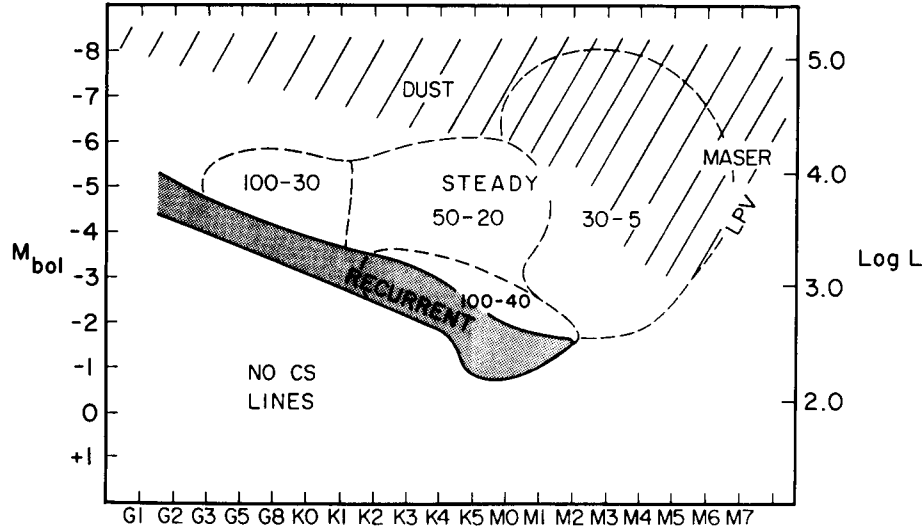 -8
-7
-6
-5
-4
M bol
-3
-2
-1
0
+1
5.0
4.0
Log L
3.0
2.0
DUST
MASER
100-30
STEADY
50-20
30-5
LPV
RECURRENT
100-40
NO CS
LINES
G1 G2 G3 G5 G8 K0 K1 K2 K3 K4 K5 M0 M1 M2 M3 M4 M5 M6 M7